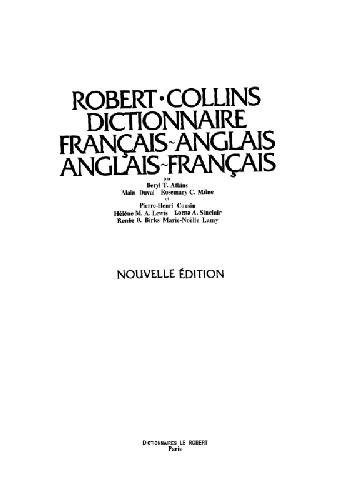 ROBERT·COLLINS
DICTIONNAIRE
FRANÇAIS~ANGLAIS
ANGLAIS~FRANÇAIS
par
Beryl T. Atkins
Alain Duval Rosemary C. Milne
et
Pierre-Henri Cousin
Hélène M. A. Lewis Lorna A. Sinclair
Renée O. Birks Marie-Noëlle Lamy
NOUVELLE ÉDITION
DICTIONNAIRES LE ROBERT
Paris